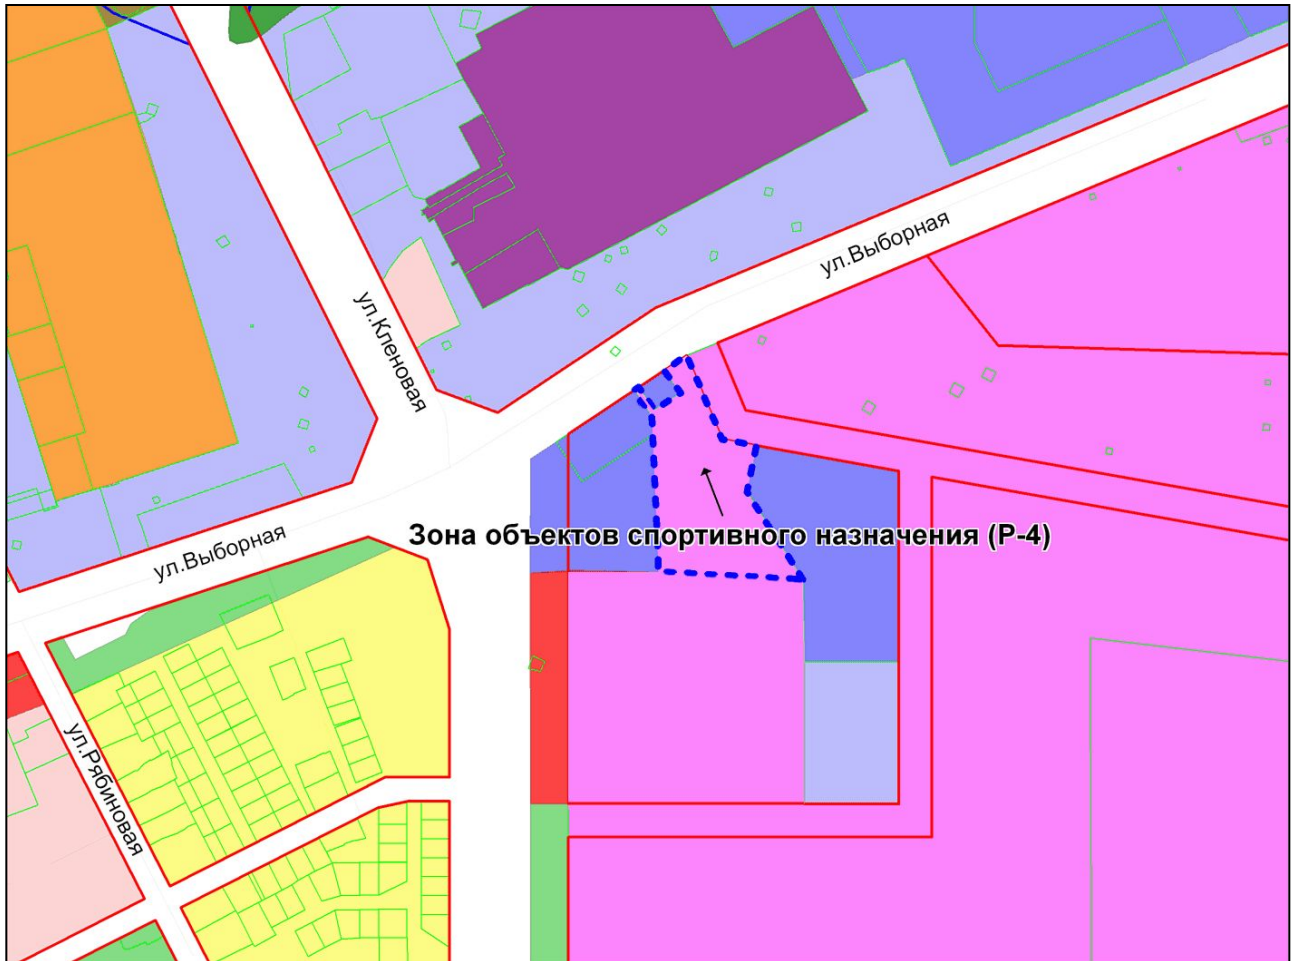 ул.Выборная
ул.Кленовая
Зона объектов спортивного назначения (Р-4)
ул.Выборная
ул.Рябиновая